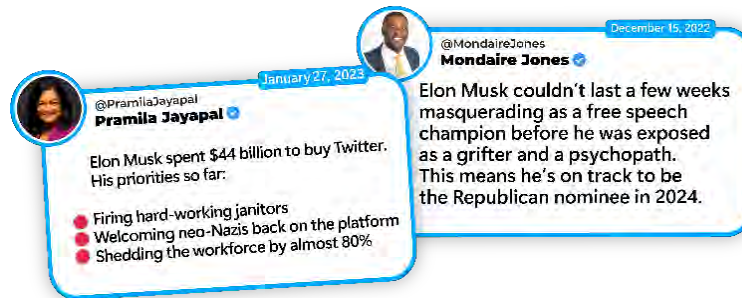 January 27, 2023
@PramilaJayapal
Pramila Jayapal
Elon Musk spent $44 billion to buy Twitter.
His priorities so far:
Firing hard-working janitors
Welcoming neo-Nazis back on the platform
Shedding the workforce by almost 80%
December 15, 2022
@MondaireJones
Mondaire Jones
Elon Musk couldn't last a few weeks
masquerading as a free speech
champion before he was exposed
as a grifter and a psychopath.
This means he's on track to be
the Republican nominee in 2024.